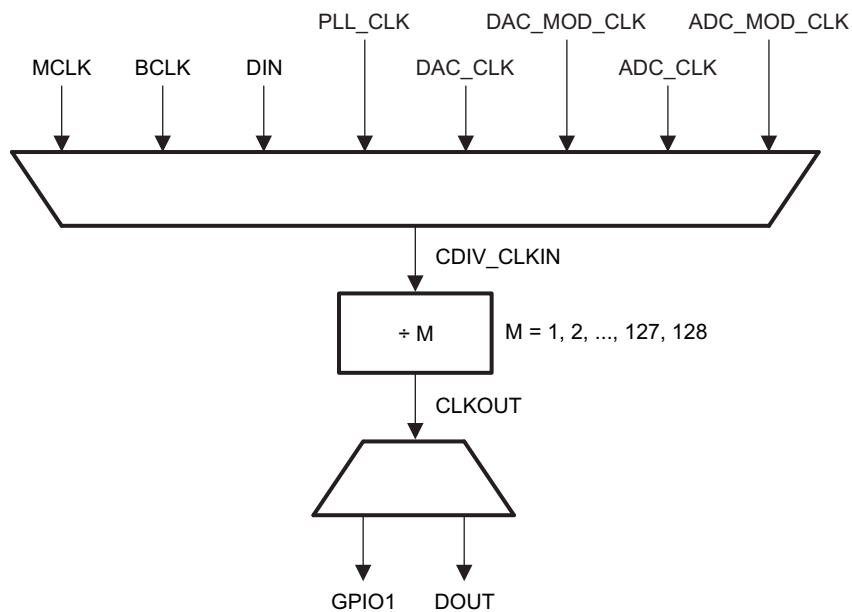 PLL_CLK DAC_MOD_CLK ADC_MOD_CLK
MCLK BCLK DIN DAC_CLK ADC_CLK
CDIV_CLKIN
÷ M M = 1, 2, ..., 127, 128
CLKOUT
GPIO1 DOUT